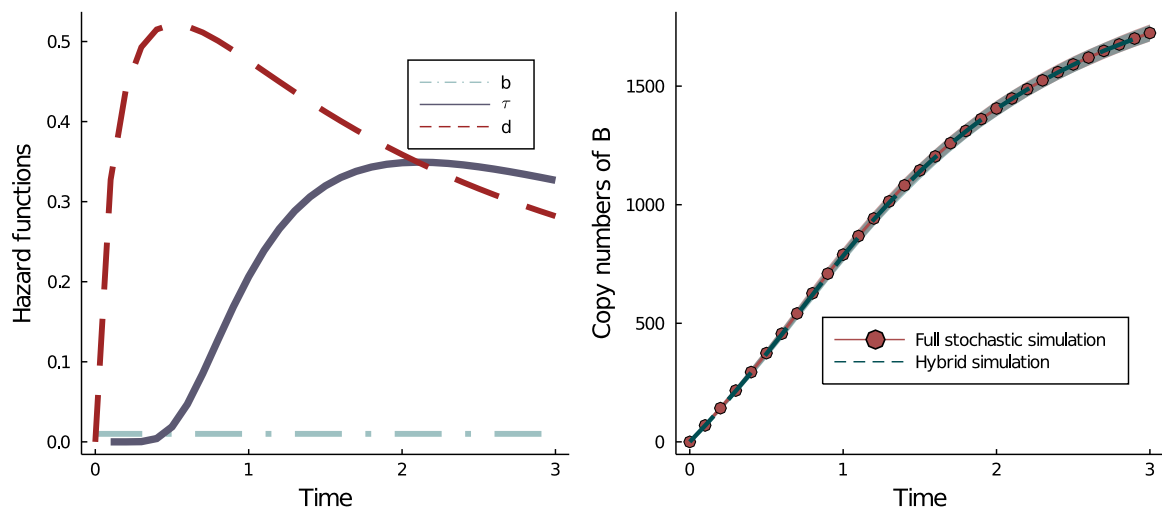 Hazard functions
0.5
0.4
0.3
0.2
0.1
0.0
0
1
2
3
Time
b
τ
d
Copy numbers of B
1500
1000
500
0
0
1
2
3
Time
Full stochastic simulation
Hybrid simulation